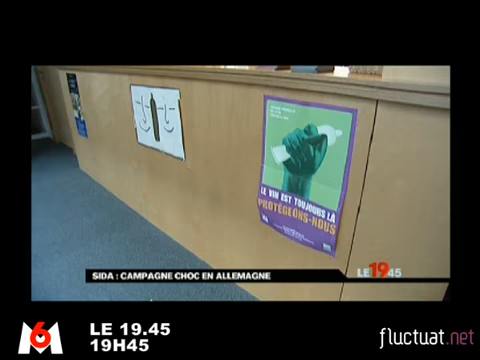 LE VIH EST TOUJOURS LÀ
PROTÉGEONS-NOUS
SIDA : CAMPAGNE CHOC EN ALLEMAGNE
LE 19 45
M6
LE 19.45
19H45
fluctuat.net